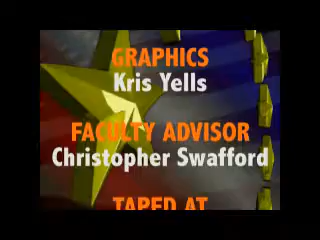 GRAPHICS
Kris Yells
FACULTY ADVISOR
Christopher Swafford
TAPED AT